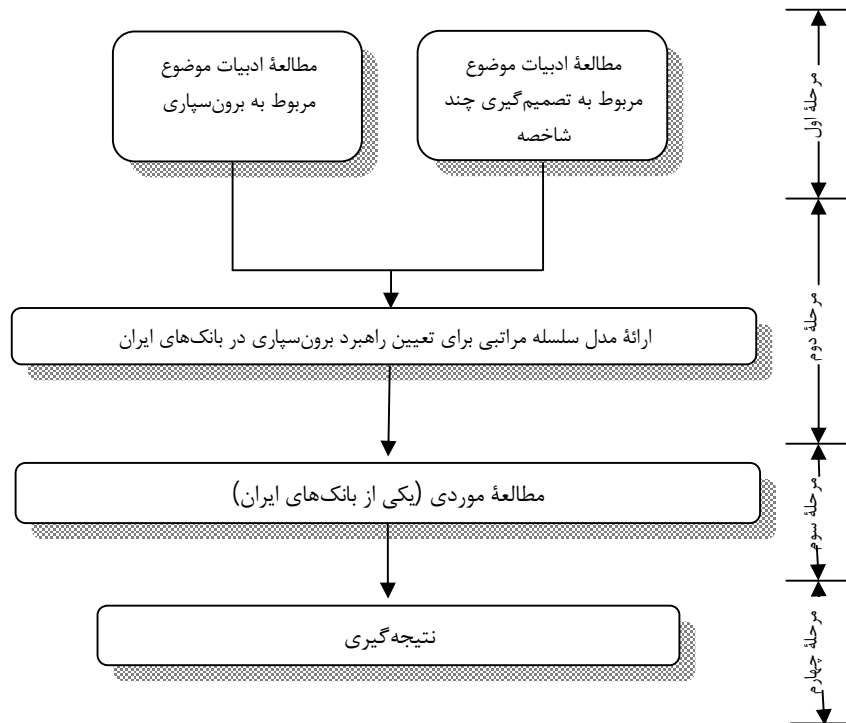 مطالعهٔ ادبیات موضوع
مربوط به تصمیم‌گیری چند
شاخصه
مطالعهٔ ادبیات موضوع
مربوط به برون‌سپاری
مرحلهٔ اول
ارائهٔ مدل سلسله مراتبی برای تعیین راهبرد برون‌سپاری در بانک‌های ایران
مرحلهٔ دوم
مطالعهٔ موردی (یکی از بانک‌های ایران)
مرحلهٔ سوم
نتیجه‌گیری
مرحلهٔ چهارم